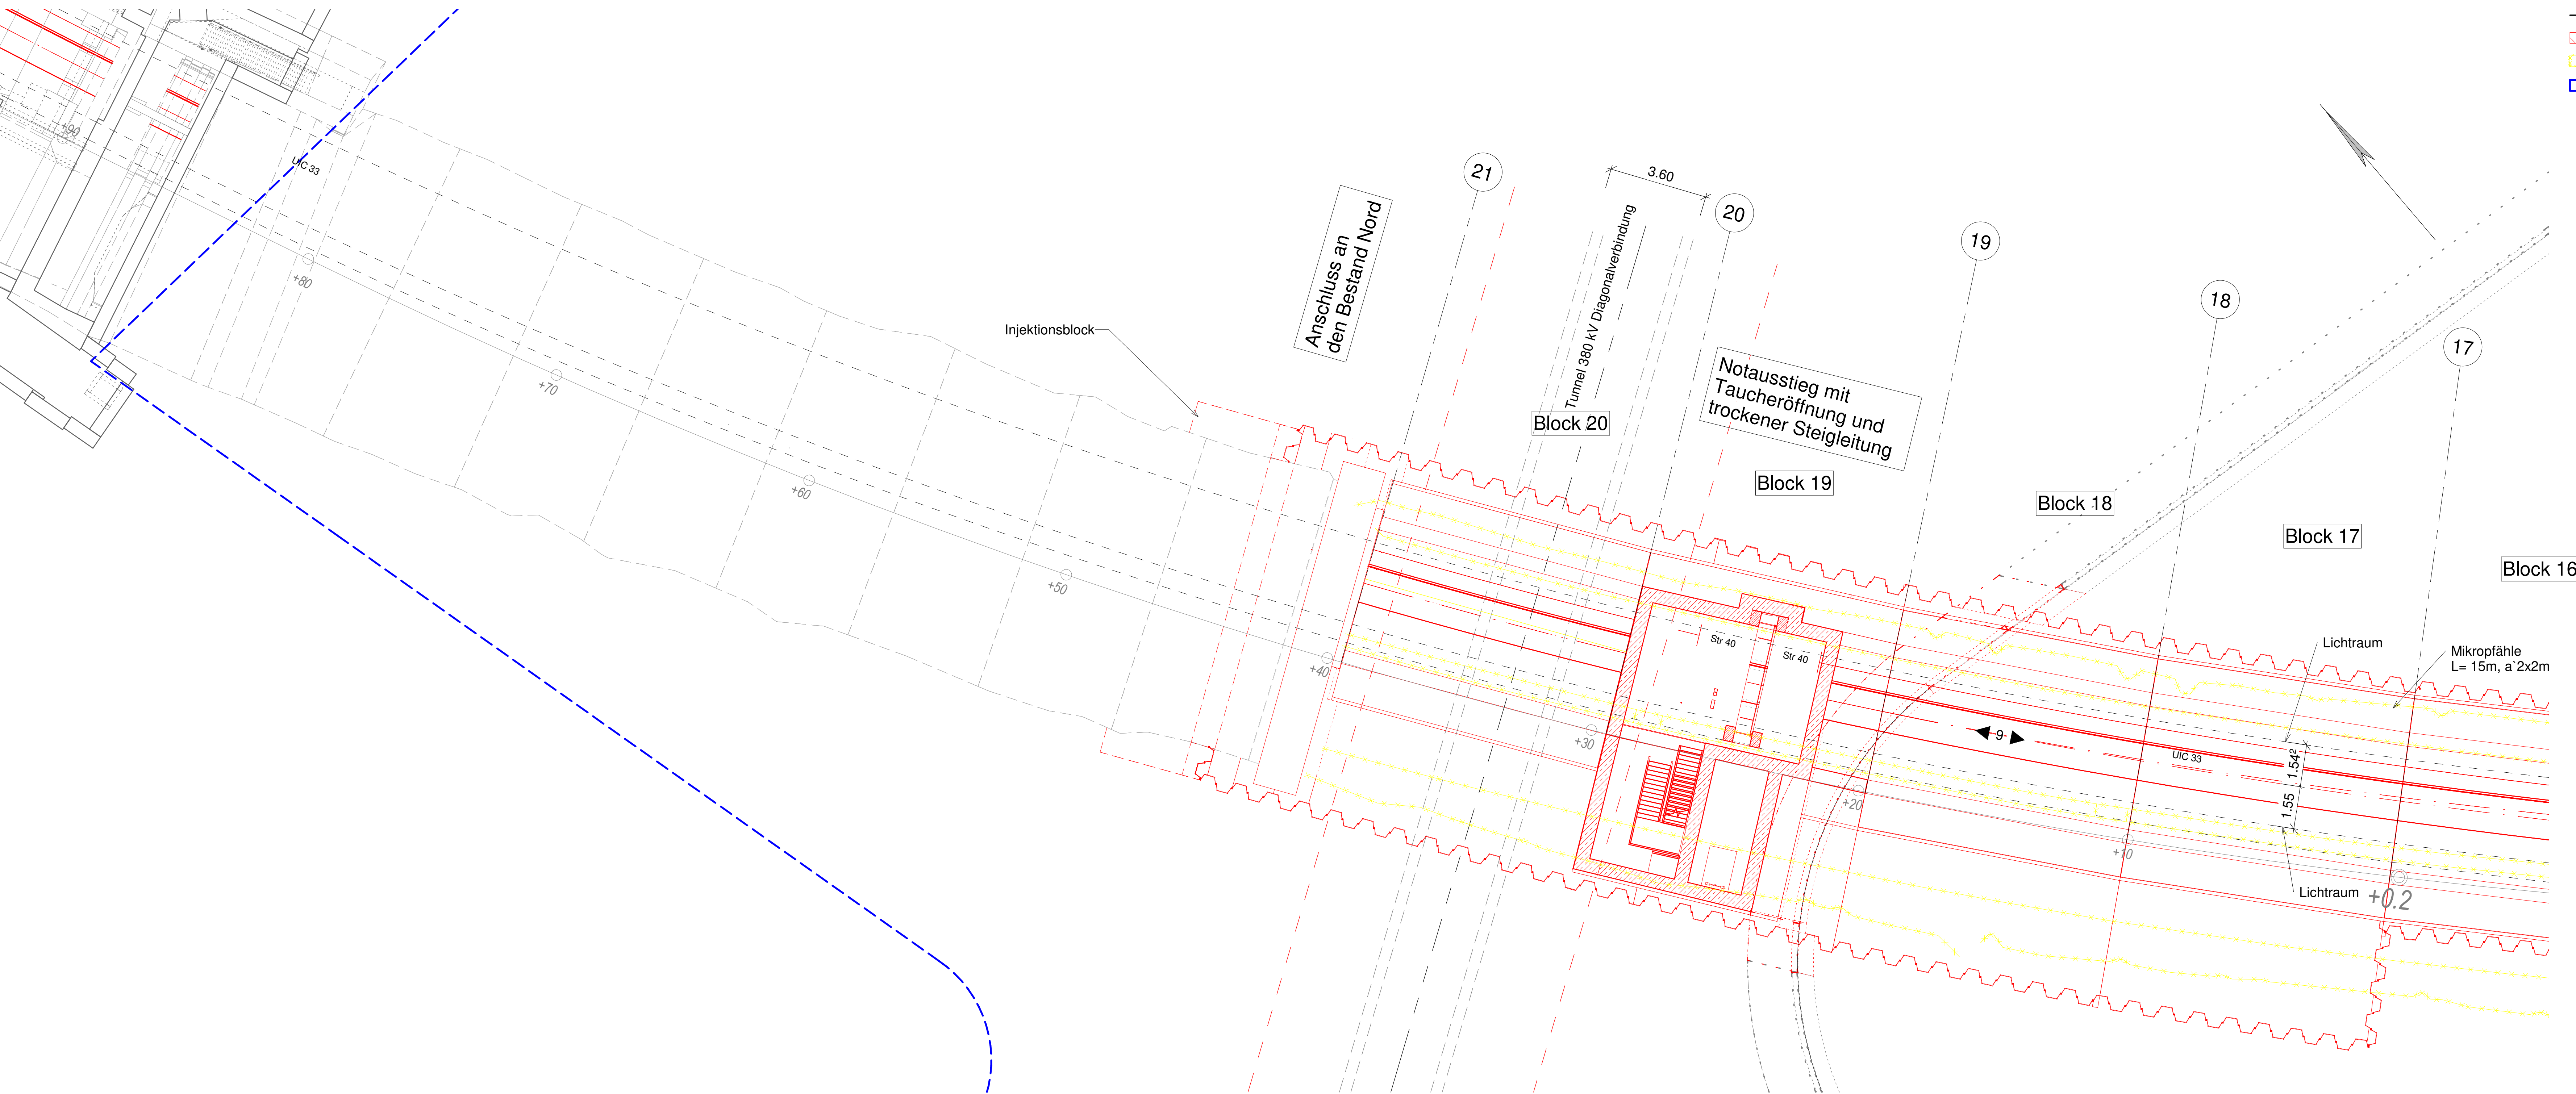 +90
UIC 33
+80
+70
+60
+50
+40
+30
+20
+10
+0.2
Injektionsblock
Anschluss an
den Bestand Nord
21
3.60
Tunnel 380 kV Diagonalverbindung
20
19
18
17
Block 20
Notausstieg mit
Taucheröffnung und
trockener Steigleitung
Block 19
Block 18
Block 17
Block 16
Str 40
Str 40
9
UIC 33
Lichtraum
Mikropfähle
L= 15m, a`2x2m
1.54²
1.55
Lichtraum